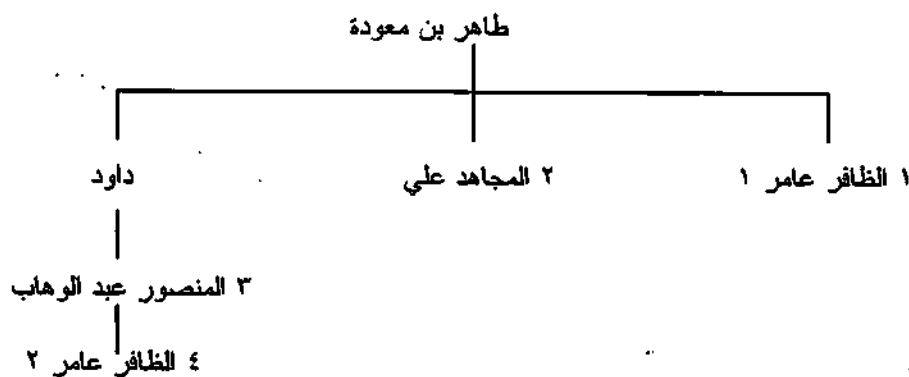 طاهر بن معودة
١ الظافر عامر ١
٢ المجاهد علي
داود
٣ المنصور عبد الوهاب
٤ الظافر عامر ٢